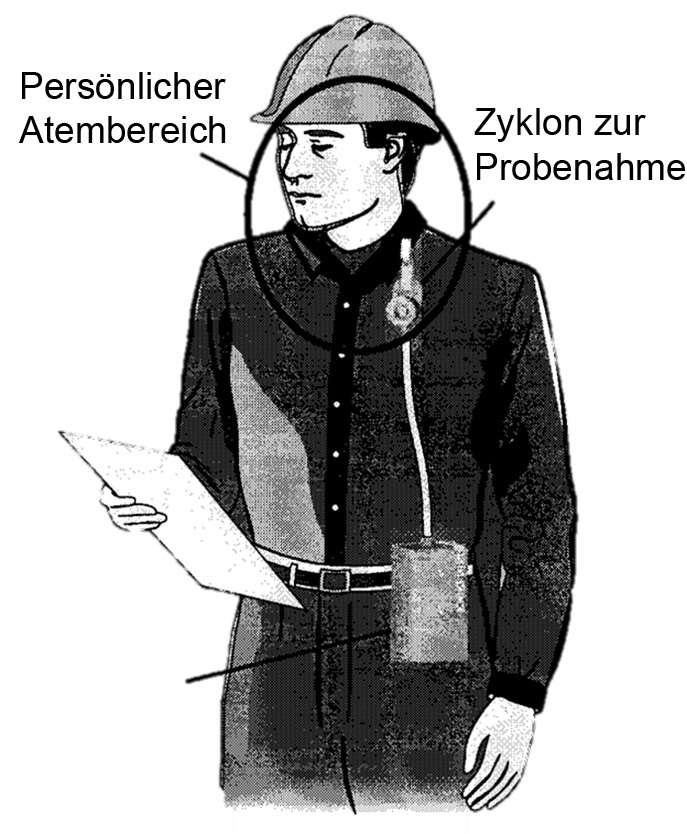 Persönlicher
Atembereich
Zyklon zur
Probenahme